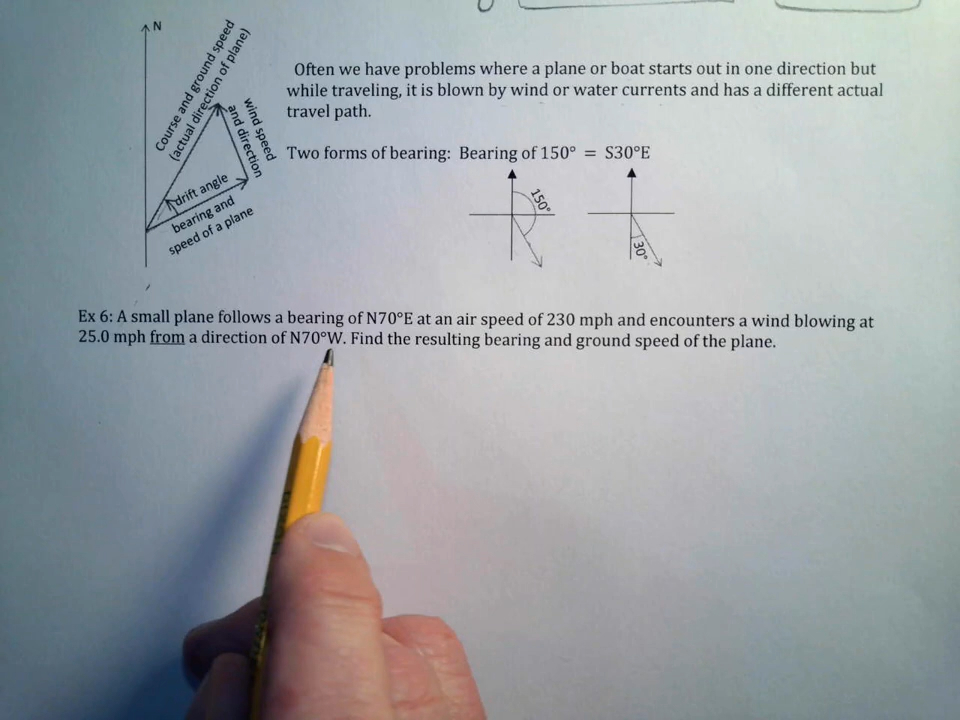 N
Course and ground speed
(actual direction of plane)
wind speed
and direction
drift angle
bearing and
speed of a plane
Often we have problems where a plane or boat starts out in one direction but
while traveling, it is blown by wind or water currents and has a different actual
travel path.
Two forms of bearing: Bearing of 150° = S30°E
150°
30°
Ex 6: A small plane follows a bearing of N70°E at an air speed of 230 mph and encounters a wind blowing at
25.0 mph from a direction of N70°W. Find the resulting bearing and ground speed of the plane.